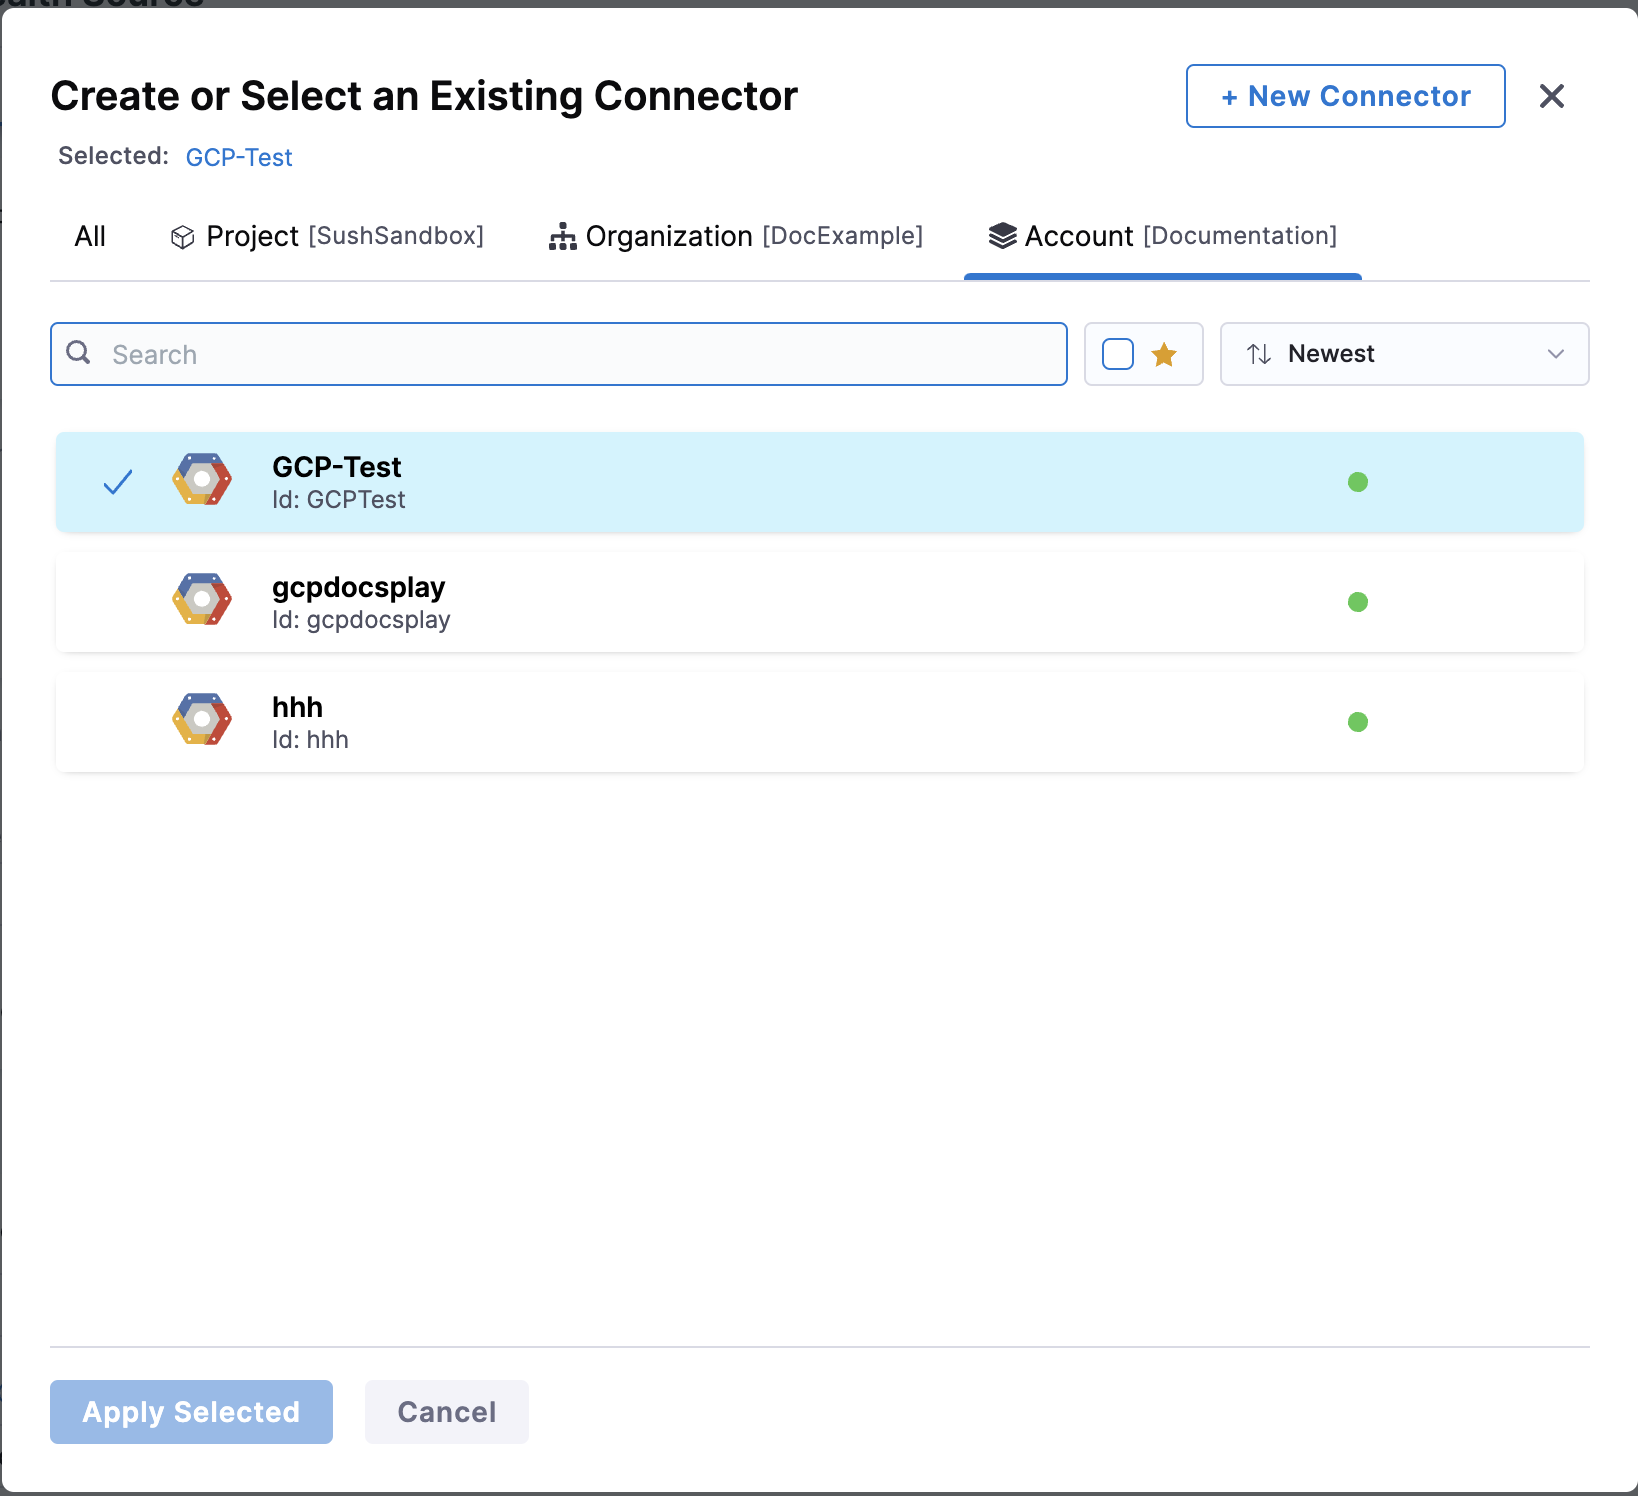 Create or Select an Existing Connector
+ New Connector
Selected: GCP-Test
All
Project [SushSandbox]
Organization [DocExample]
Account [Documentation]
Search
Newest
GCP-Test
Id: GCPTest
gcpdocsplay
Id: gcpdocsplay
hhh
Id: hhh
Apply Selected
Cancel